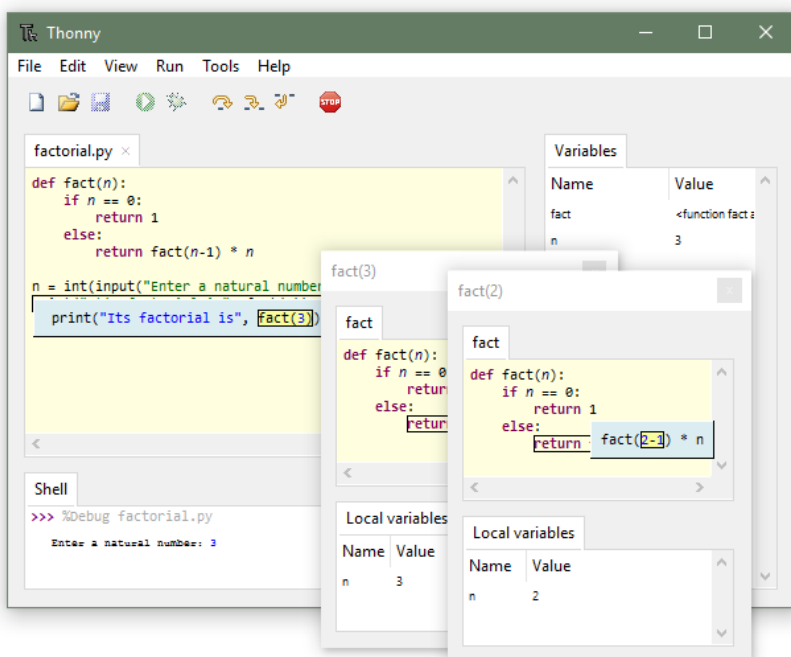 Thonny
File Edit View Run Tools Help
STOP
factorial.py ×
def fact(n):
    if n == 0:
        return 1
    else:
        return fact(n-1) * n
n = int(input("Enter a natural number
print("Its factorial is", fact(3))
Variables
Name Value
fact <function fact a
n 3
Shell
>>> %Debug factorial.py
Enter a natural number: 3
fact(3)
fact
def fact(n):
    if n == 0
        retur
    else:
        retur
Local variables
Name Value
n 3
fact(2)
fact
def fact(n):
    if n == 0:
        return 1
    else:
        return fact(2-1) * n
Local variables
Name Value
n 2